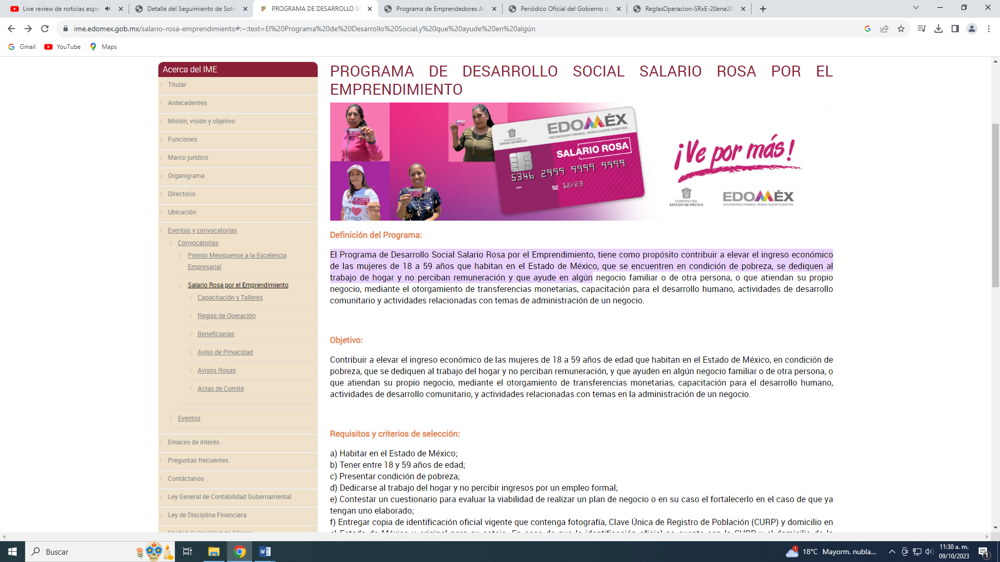 Live review de noticias espe
Detalle del Seguimiento de Solic
PROGRAMA DE DESARROLLO SO
Programa de Emprendedores Ar
Periódico Oficial del Gobierno de
ReglasOperacion-SRxE-20ene20
ime.edomex.gob.mx/salario-rosa-emprendimiento#:~:text=El%20Programa%20de%20Desarrollo%20Social,y%20que%20ayude%20en%20algún
Gmail
YouTube
Maps
Acerca del IME
Titular
Antecedentes
Misión, visión y objetivo
Funciones
Marco jurídico
Organigrama
Directorio
Ubicación
Eventos y convocatorias
Convocatorias
Premio Mexiquense a la Excelencia
Empresarial
Salario Rosa por el Emprendimiento
Capacitación y Talleres
Reglas de Operación
Beneficiarias
Aviso de Privacidad
Avisos Rosas
Actas de Comité
Eventos
Enlaces de interés
Preguntas frecuentes
Contáctanos
Ley General de Contabilidad Gubernamental
Ley de Disciplina Financiera
PROGRAMA DE DESARROLLO SOCIAL SALARIO ROSA POR EL
EMPRENDIMIENTO
GOBIERNO DEL
ESTADO DE MÉXICO
EDOMÉX
DECISIONES FIRMES, RESULTADOS FUERTES.
SALARIO ROSA
5346 2999 9999 9999
5346
12/23
¡Ve por más!
GOBIERNO DEL
ESTADO DE MÉXICO
EDOMÉX
DECISIONES FIRMES, RESULTADOS FUERTES.
Definición del Programa:
El Programa de Desarrollo Social Salario Rosa por el Emprendimiento, tiene como propósito contribuir a elevar el ingreso económico
de las mujeres de 18 a 59 años que habitan en el Estado de México, que se encuentren en condición de pobreza, se dediquen al
trabajo de hogar y no perciban remuneración y que ayude en algún negocio familiar o de otra persona, o que atiendan su propio
negocio, mediante el otorgamiento de transferencias monetarias, capacitación para el desarrollo humano, actividades de desarrollo
comunitario y actividades relacionadas con temas de administración de un negocio.
Objetivo:
Contribuir a elevar el ingreso económico de las mujeres de 18 a 59 años de edad que habitan en el Estado de México, en condición de
pobreza, que se dediquen al trabajo del hogar y no perciban remuneración, y que ayuden en algún negocio familiar o de otra persona, o
que atiendan su propio negocio, mediante el otorgamiento de transferencias monetarias, capacitación para el desarrollo humano,
actividades de desarrollo comunitario, y actividades relacionadas con temas en la administración de un negocio.
Requisitos y criterios de selección:
a) Habitar en el Estado de México;
b) Tener entre 18 y 59 años de edad;
c) Presentar condición de pobreza;
d) Dedicarse al trabajo del hogar y no percibir ingresos por un empleo formal;
e) Contestar un cuestionario para evaluar la viabilidad de realizar un plan de negocio o en su caso el fortalecerlo en el caso de que ya
tengan uno elaborado;
f) Entregar copia de identificación oficial vigente que contenga fotografía, Clave Única de Registro de Población (CURP) y domicilio en
Buscar
1
18°C Mayorm. nubla...
11:30 a. m.
09/10/2023
1